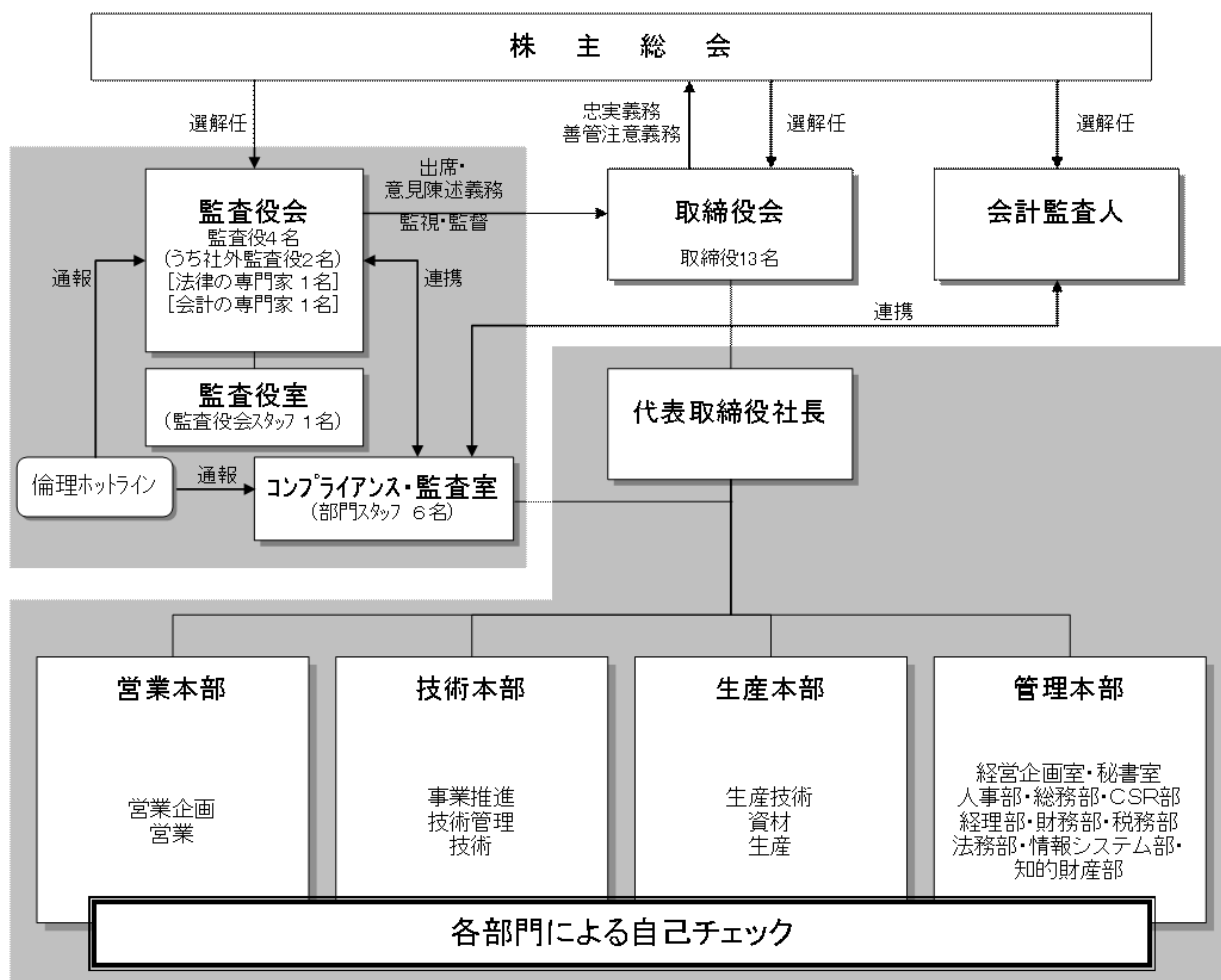 株主総会
選解任
忠実義務
善管注意義務
選解任
選解任
出席・
意見陳述義務
監視・監督
監査役会
監査役4名
(うち社外監査役2名)
[法律の専門家 1名]
[会計の専門家 1名]
取締役会
取締役13名
会計監査人
通報
連携
連携
監査役室
(監査役会スタッフ 1名)
代表取締役社長
倫理ホットライン
通報
コンプライアンス・監査室
(部門スタッフ 6名)
営業本部
営業企画
営業
技術本部
事業推進
技術管理
技術
生産本部
生産技術
資材
生産
管理本部
経営企画室・秘書室
人事部・総務部・CSR部
経理部・財務部・税務部
法務部・情報システム部・
知的財産部
各部門による自己チェック